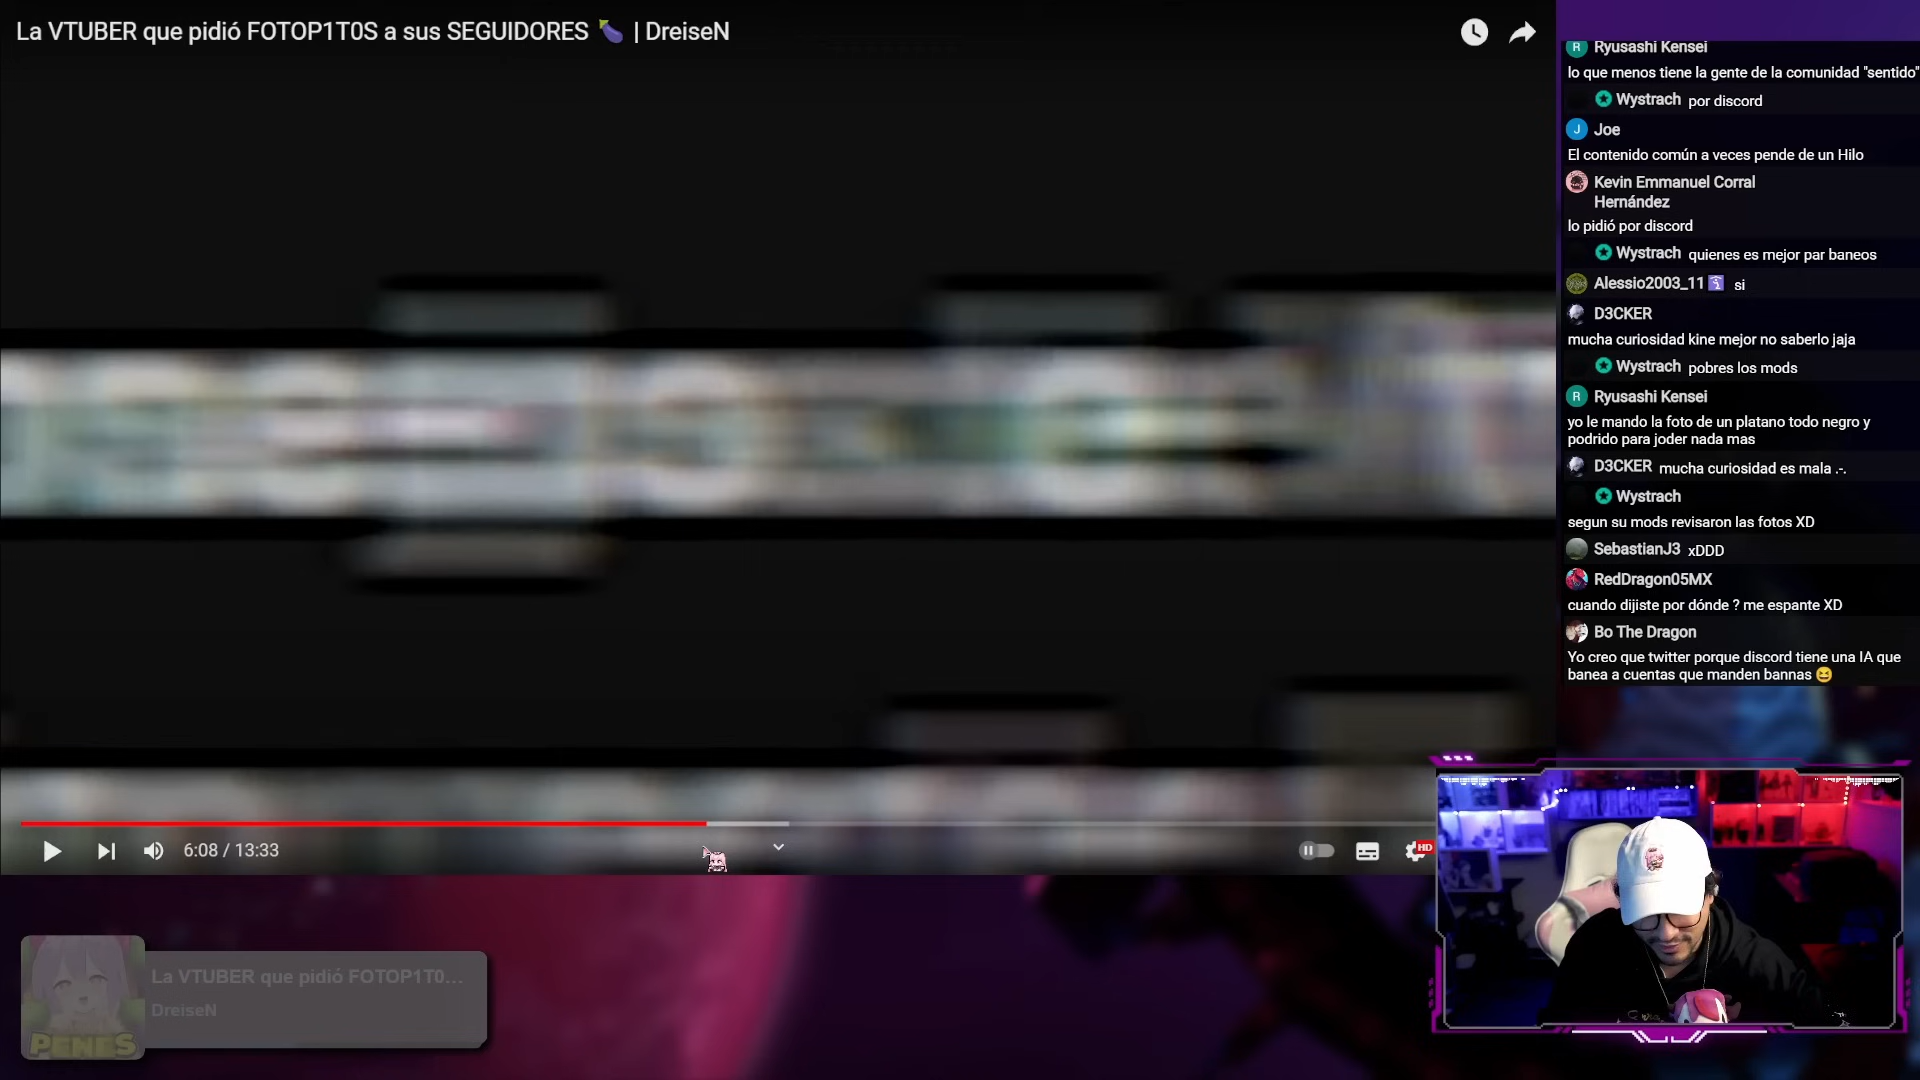 La VTUBER que pidió FOTOP1T0S a sus SEGUIDORES 🍆 | DreiseN
R Ryusashi Kensei
lo que menos tiene la gente de la comunidad "sentido"
Wystrach por discord
J Joe
El contenido común a veces pende de un Hilo
Kevin Emmanuel Corral
Hernández
lo pidió por discord
Wystrach quienes es mejor par baneos
Alessio2003_11 si
D3CKER
mucha curiosidad kine mejor no saberlo jaja
Wystrach pobres los mods
R Ryusashi Kensei
yo le mando la foto de un platano todo negro y
podrido para joder nada mas
D3CKER mucha curiosidad es mala .-.
Wystrach
segun su mods revisaron las fotos XD
SebastianJ3 xDDD
RedDragon05MX
cuando dijiste por dónde ? me espante XD
Bo The Dragon
Yo creo que twitter porque discord tiene una IA que
banea a cuentas que manden bannas 😆
6:08 / 13:33
HD
La VTUBER que pidió FOTOP1T0...
DreiseN
PENES